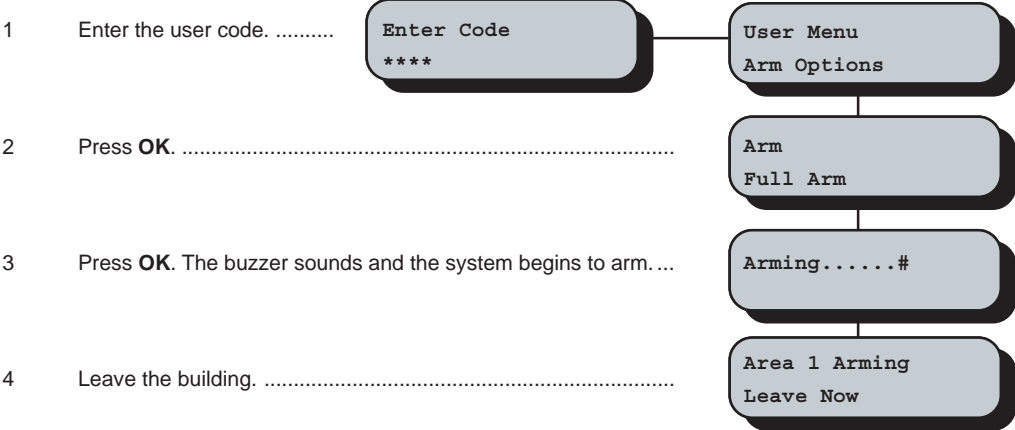 1 Enter the user code. .......... Enter Code
**** 
User Menu
Arm Options
2 Press OK. .....................................................................................
Arm
Full Arm
3 Press OK. The buzzer sounds and the system begins to arm. ...
Arming......#
4 Leave the building. .......................................................................
Area 1 Arming
Leave Now